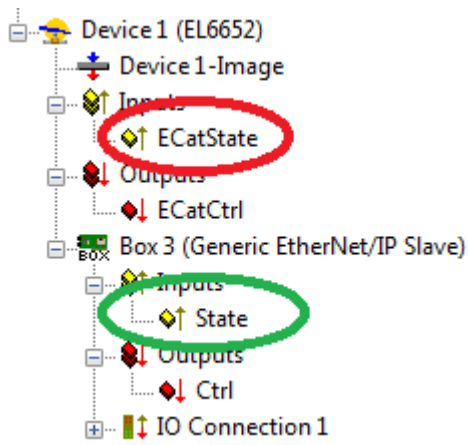 Device 1 (EL6652)
Device 1-Image
Inputs
ECatState
Outputs
ECatCtrl
BOX
Box 3 (Generic EtherNet/IP Slave)
Inputs
State
Outputs
Ctrl
IO Connection 1